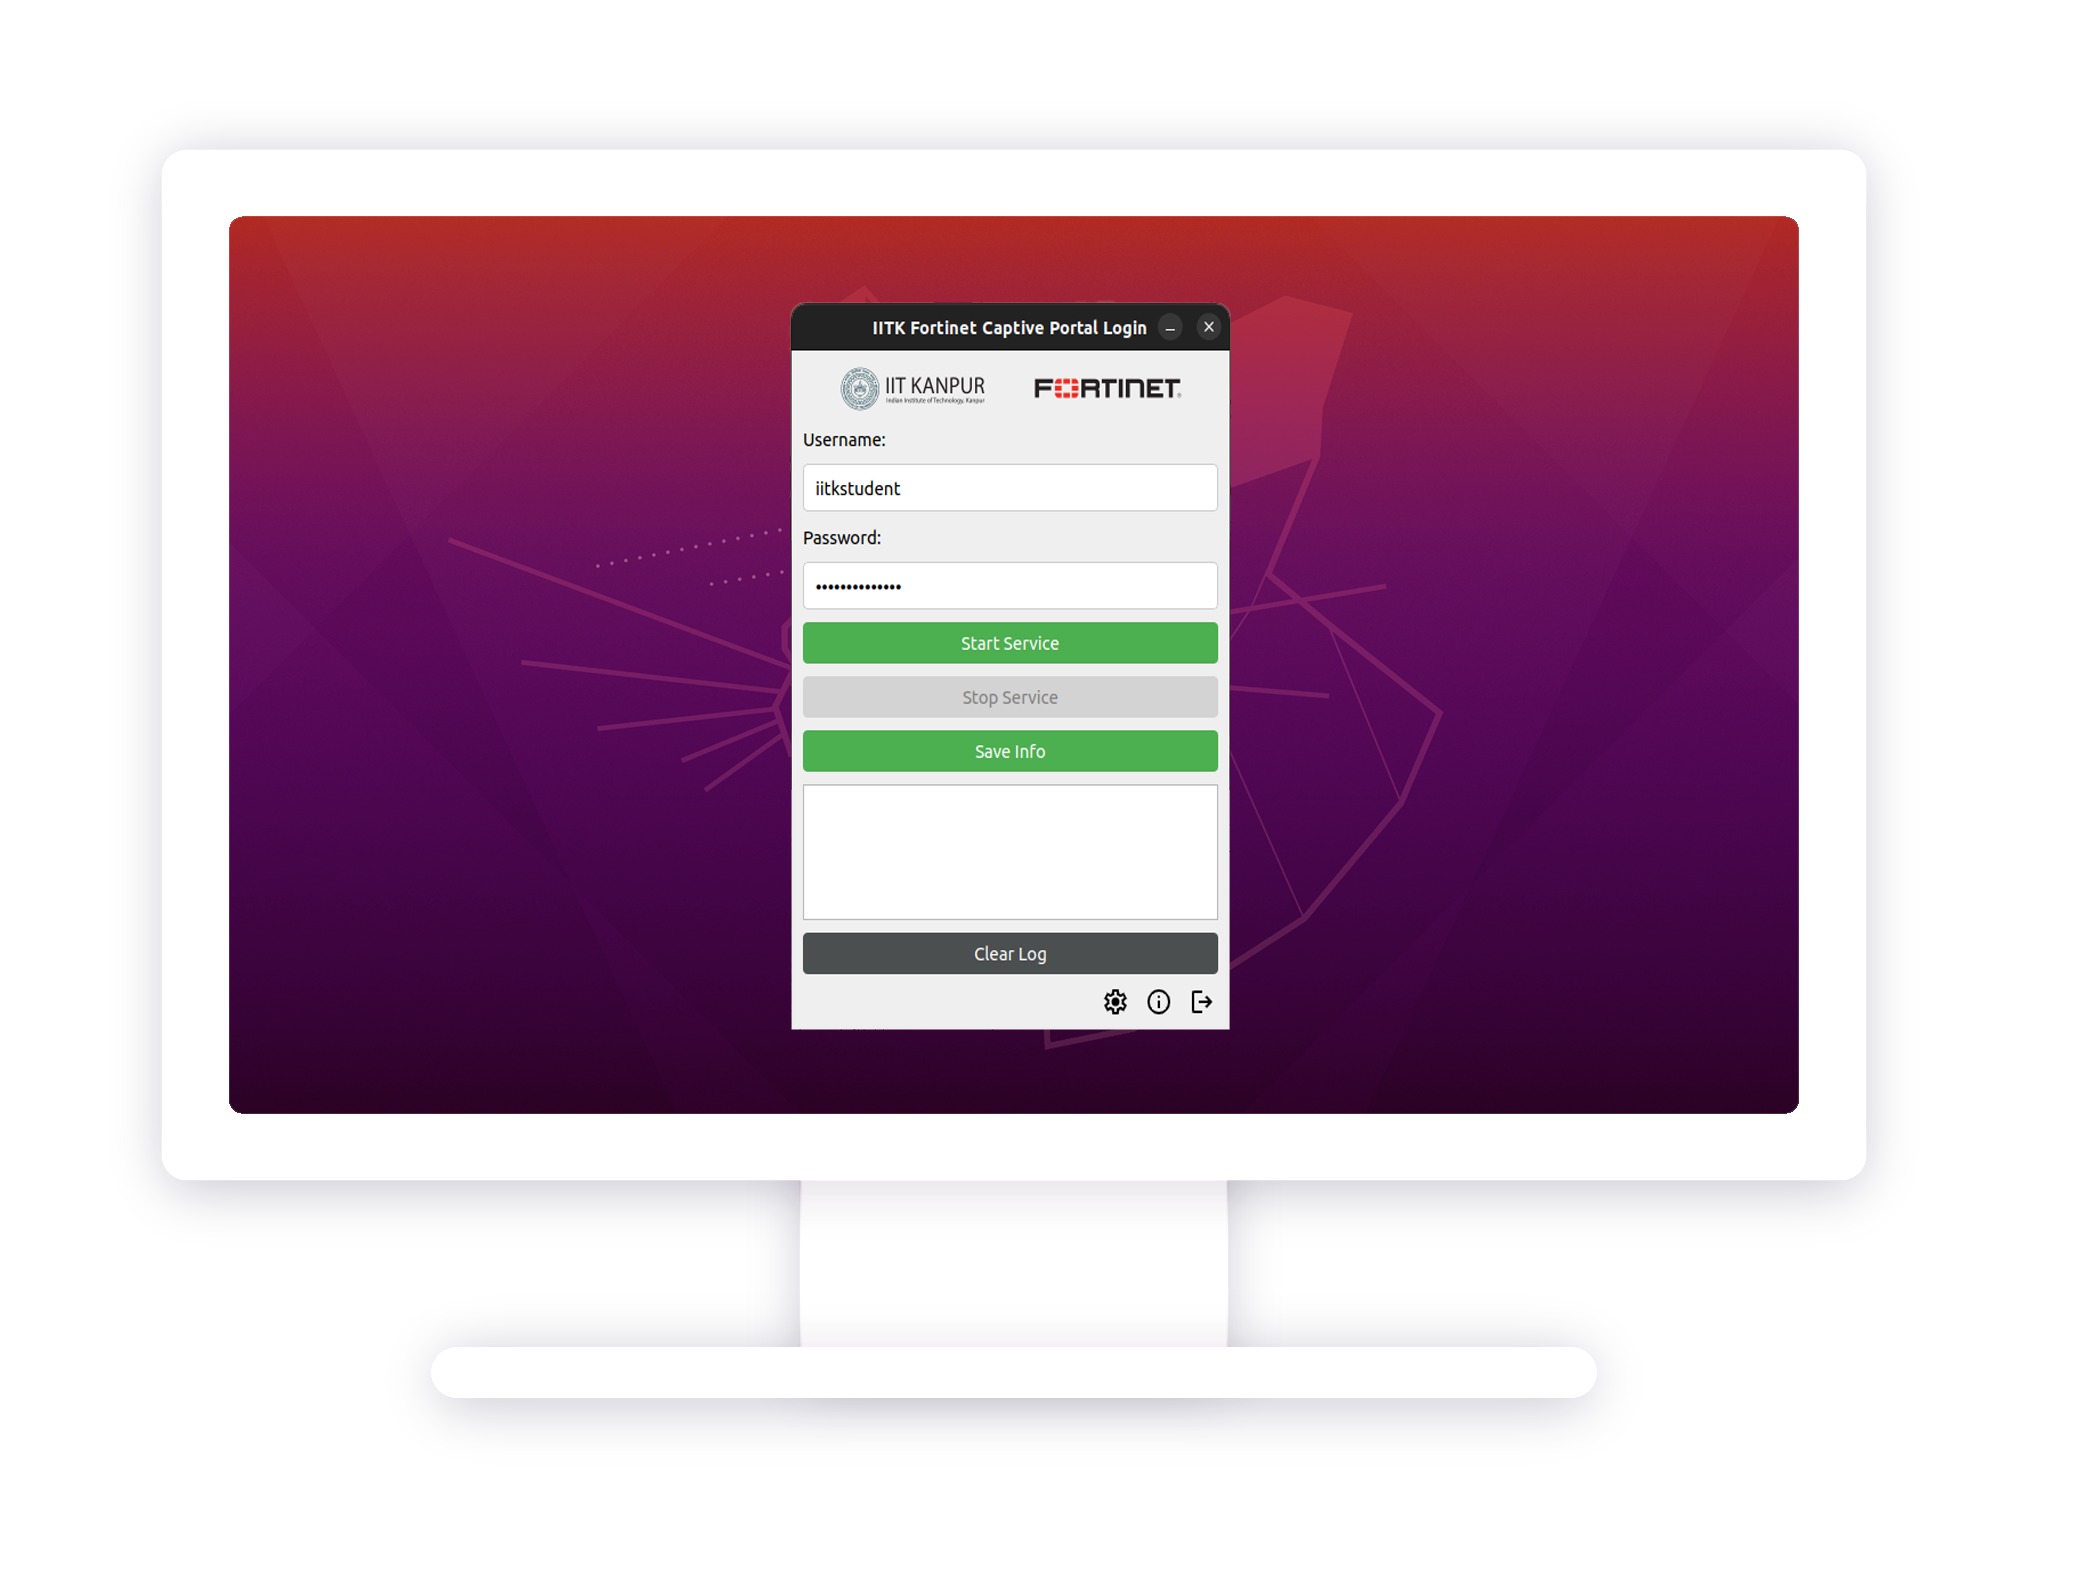 IITK Fortinet Captive Portal Login
IIT KANPUR
Indian Institute of Technology, Kanpur
FORTINET
Username:
iitkstudent
Password:
••••••••••••••
Start Service
Stop Service
Save Info
Clear Log